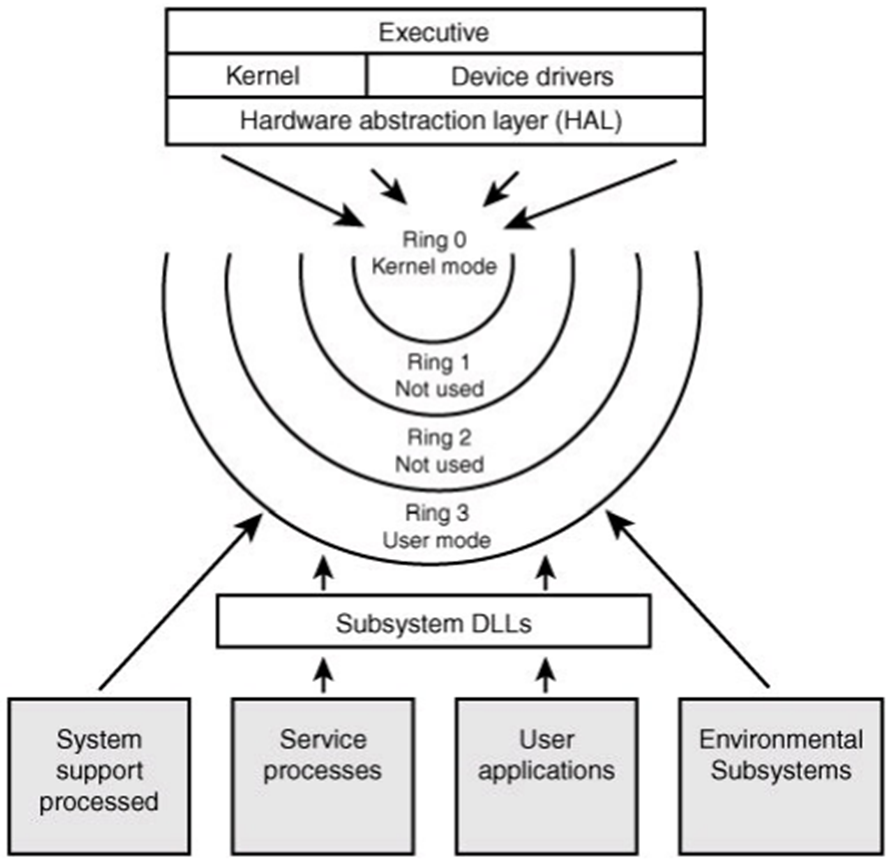 Executive
Kernel
Device drivers
Hardware abstraction layer (HAL)
Ring 0
Kernel mode
Ring 1
Not used
Ring 2
Not used
Ring 3
User mode
Subsystem DLLs
System
support
processed
Service
processes
User
applications
Environmental
Subsystems